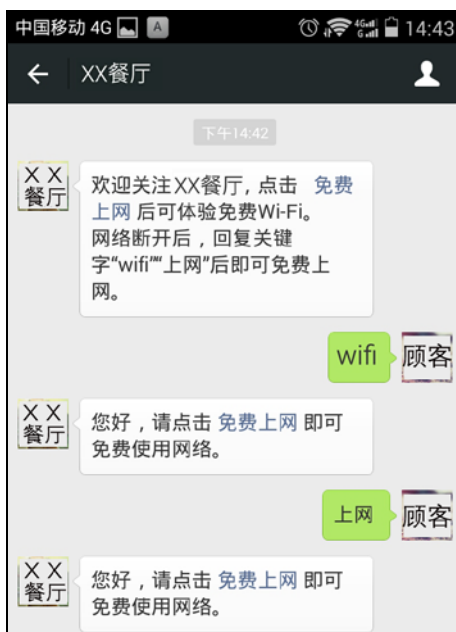 中国移动 4G A 4G G 14:43
XX餐厅
下午14:42
XX
餐厅
欢迎关注XX餐厅，点击 免费
上网 后可体验免费Wi-Fi。
网络断开后，回复关键
字“wifi”“上网”后即可免费上
网。
wifi
顾客
XX
餐厅
您好，请点击 免费上网 即可
免费使用网络。
上网
顾客
XX
餐厅
您好，请点击 免费上网 即可
免费使用网络。